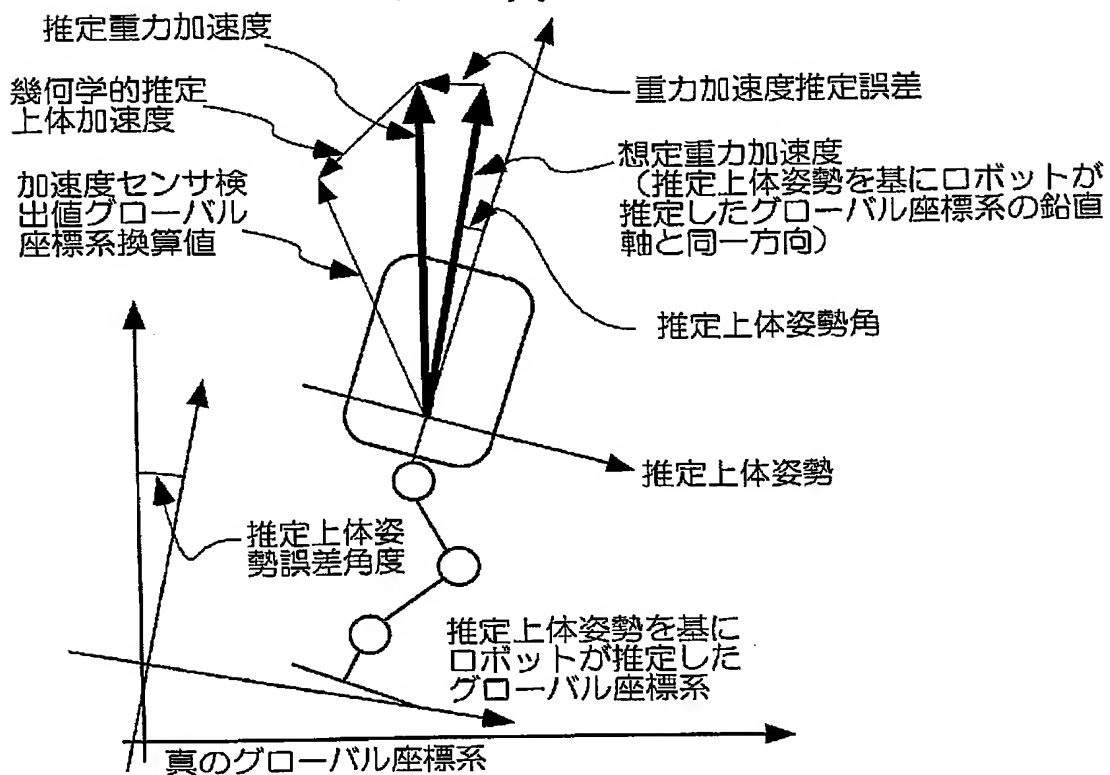 推定重力加速度
幾何学的推定
上体加速度
加速度センサ検
出値グローバル
座標系換算値
重力加速度推定誤差
想定重力加速度
（推定上体姿勢を基にロボットが
推定したグローバル座標系の鉛直
軸と同一方向）
推定上体姿勢角
推定上体姿勢
推定上体姿
勢誤差角度
推定上体姿勢を基に
ロボットが推定した
グローバル座標系
真のグローバル座標系